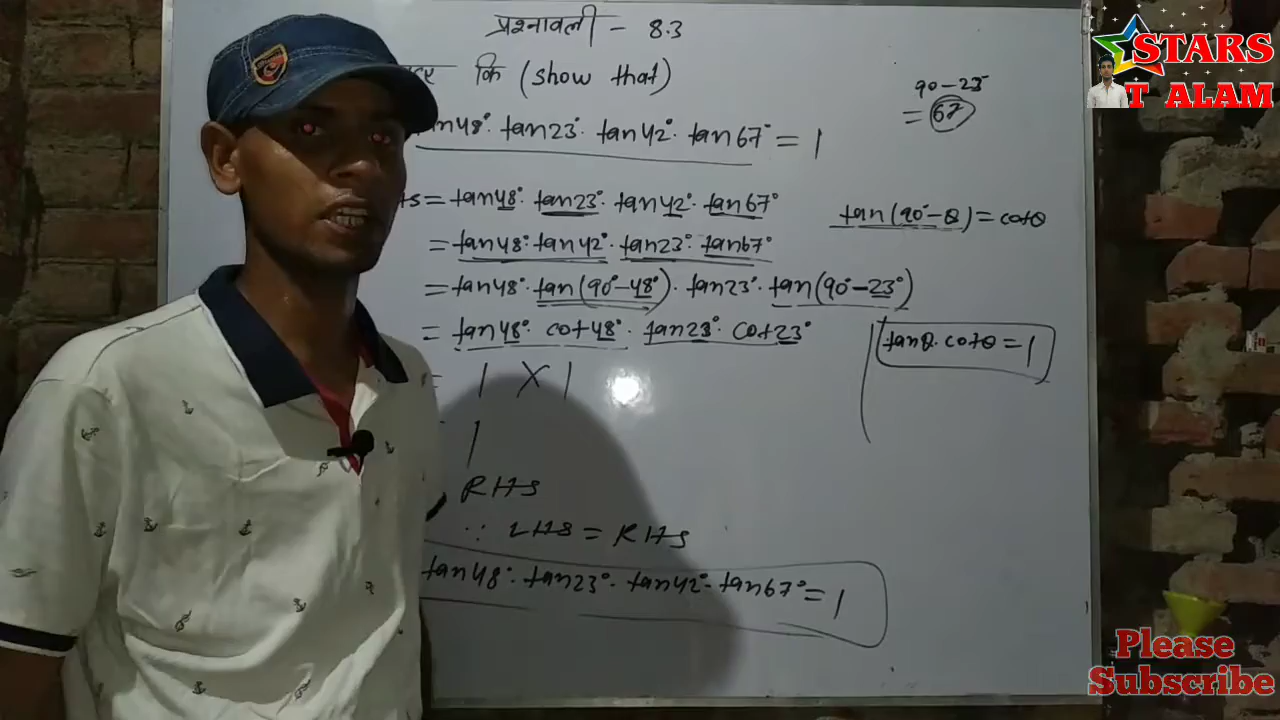 प्रश्नावली - 8.3
कि (show that)
tan48° tan23° tan42° tan67° = 1
= tan48° tan23° tan42° tan67°
= tan48° tan42° tan23° tan67°
= tan48° tan(90°-48°). tan23° tan(90°-23°)
= tan48° cot48° tan23° cot23°
= 1 X 1
1
RHS
∵ LHS = RHS
tan48° tan23° tan42° tan67° = 1
90-23°
= 67
tan(90°-θ) = cotθ
tanθ. cotθ = 1
STARS
T ALAM
Please
Subscribe